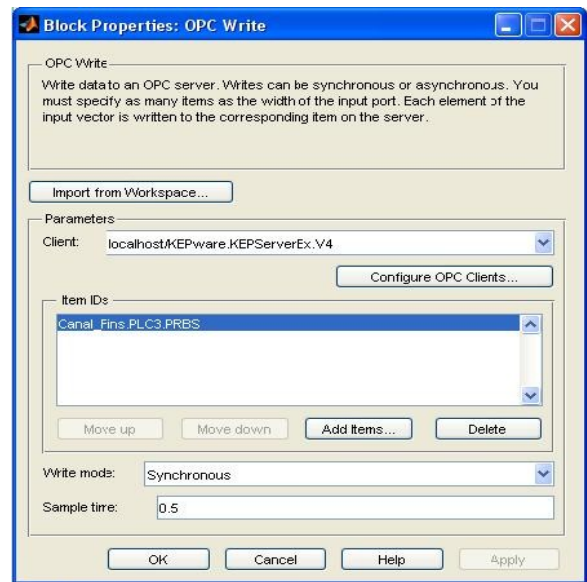 Block Properties: OPC Write
OPC Write
Write data to an OPC server. Writes can be synchronous or asynchronous. You
must specify as many items as the width of the input port. Each element of the
input vector is written to the corresponding item on the server.
Import from Workspace...
Parameters
Client: localhost/KEPware.KEPServerEx.V4
Configure OPC Clients...
Item IDs
Canal_Fins.PLC3.PRBS
Move up Move down Add Items... Delete
Write mode: Synchronous
Sample time: 0.5
OK Cancel Help Apply